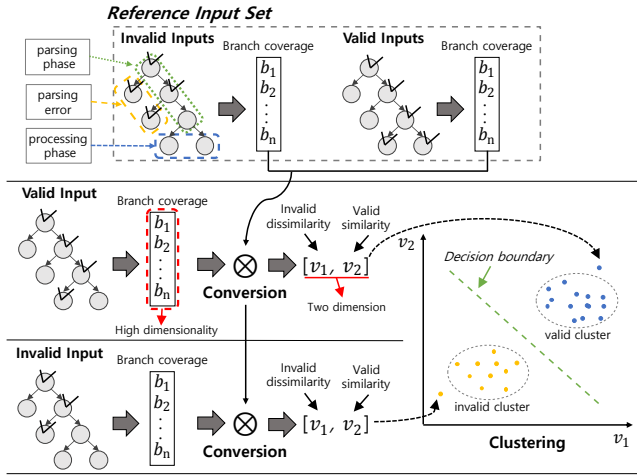 Reference Input Set
Invalid Inputs
Valid Inputs
parsing
phase
parsing
error
processing
phase
Branch coverage
b1
b2
⋮
bn
Branch coverage
b1
b2
⋮
bn
Valid Input
Branch coverage
b1
b2
⋮
bn
High dimensionality
⊗
Conversion
Invalid
dissimilarity
Valid
similarity
[v1, v2]
Two dimension
Invalid Input
Branch coverage
b1
b2
⋮
bn
⊗
Conversion
Invalid
dissimilarity
Valid
similarity
[v1, v2]
v2
Decision boundary
valid cluster
invalid cluster
v1
Clustering